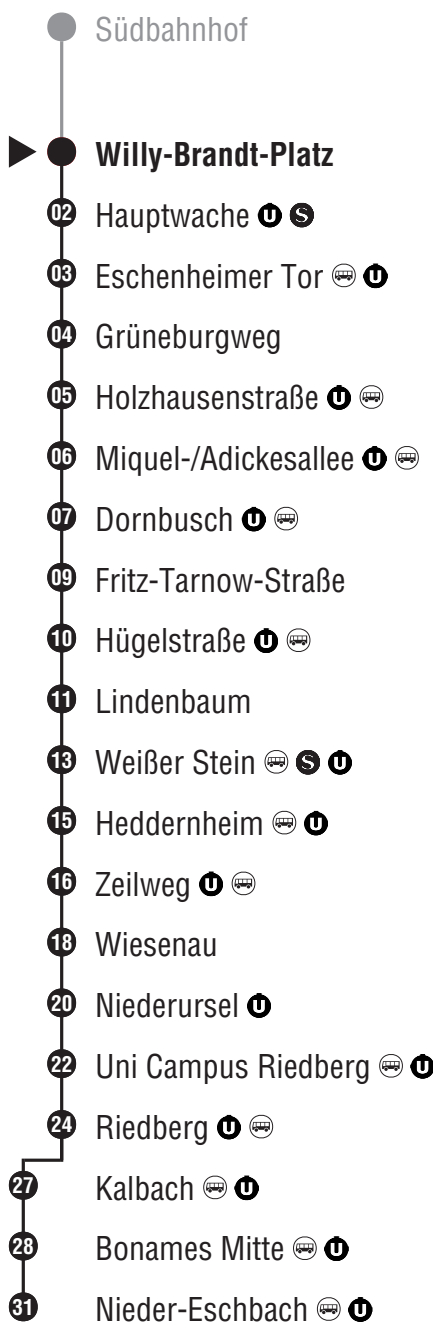 Südbahnhof
Willy-Brandt-Platz
02 Hauptwache U S
03 Eschenheimer Tor U
04 Grüneburgweg
05 Holzhausenstraße U
06 Miquel-/Adickesallee U
07 Dornbusch U
09 Fritz-Tarnow-Straße
10 Hügelstraße U
11 Lindenbaum
13 Weißer Stein S U
15 Heddernheim U
16 Zeilweg U
18 Wiesenau
20 Niederursel U
22 Uni Campus Riedberg U
24 Riedberg U
27 Kalbach U
28 Bonames Mitte U
31 Nieder-Eschbach U